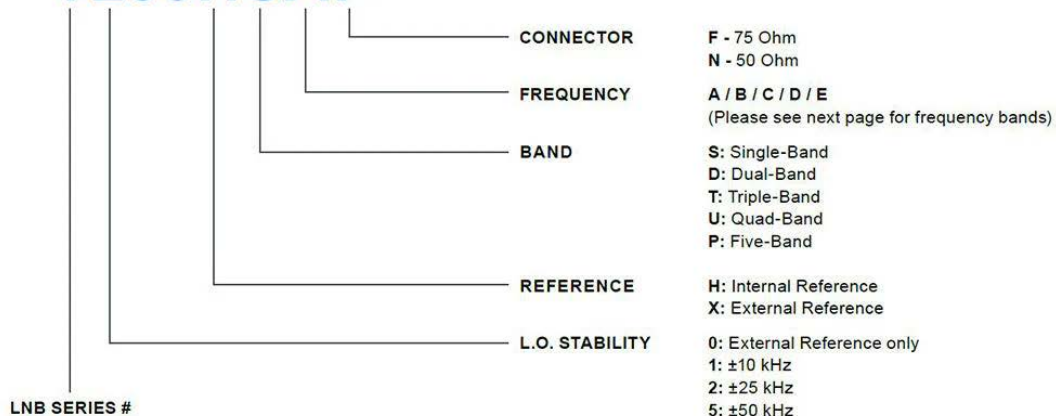 CONNECTOR F - 75 Ohm
N - 50 Ohm
FREQUENCY A / B / C / D / E
(Please see next page for frequency bands)
BAND S: Single-Band
D: Dual-Band
T: Triple-Band
U: Quad-Band
P: Five-Band
REFERENCE H: Internal Reference
X: External Reference
L.O. STABILITY 0: External Reference only
1: ±10 kHz
2: ±25 kHz
LNB SERIES # 5: ±50 kHz